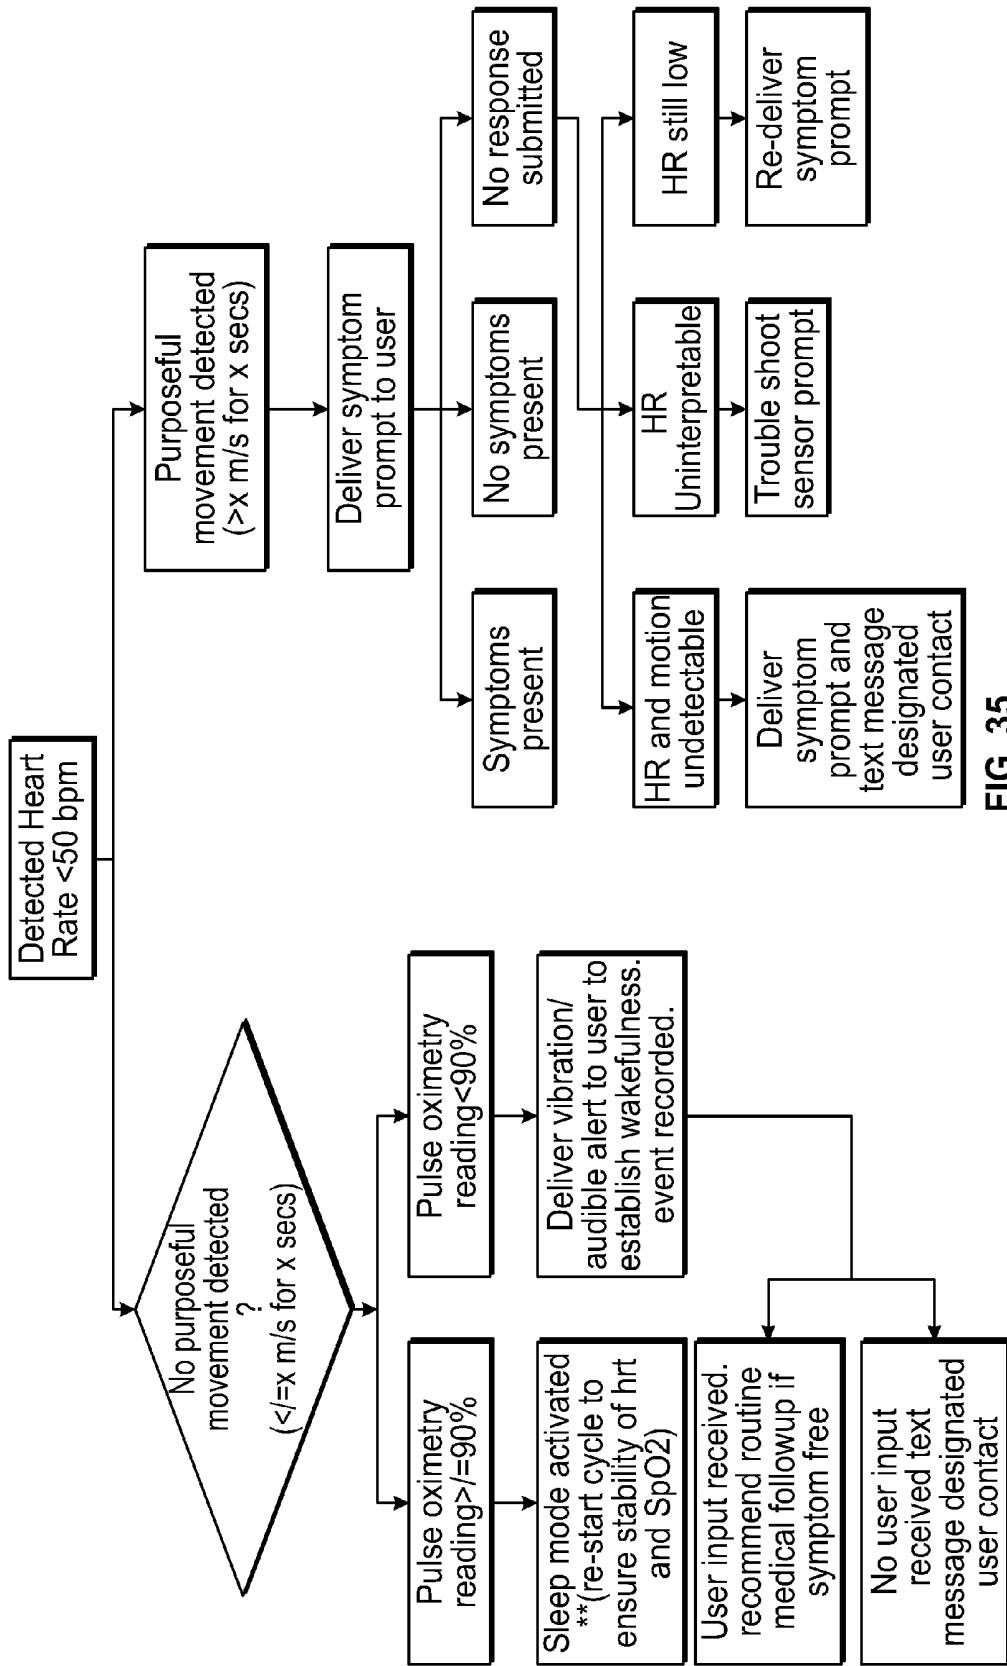 Detected Heart
Rate <50 bpm
No purposeful
movement detected
?
(</=x m/s for x secs)
Purposeful
movement detected
(>x m/s for x secs)
Pulse oximetry
reading>/=90%
Pulse oximetry
reading<90%
Deliver symptom
prompt to user
Sleep mode activated
**(re-start cycle to
ensure stability of hrt
and SpO2)
Deliver vibration/
audible alert to user to
establish wakefulness.
event recorded.
Symptoms
present
No symptoms
present
No response
submitted
User input received.
recommend routine
medical followup if
symptom free
HR and motion
undetectable
HR
Uninterpretable
HR still low
No user input
received text
message designated
user contact
Deliver
symptom
prompt and
text message
designated
user contact
Trouble shoot
sensor prompt
Re-deliver
symptom
prompt
FIG. 35